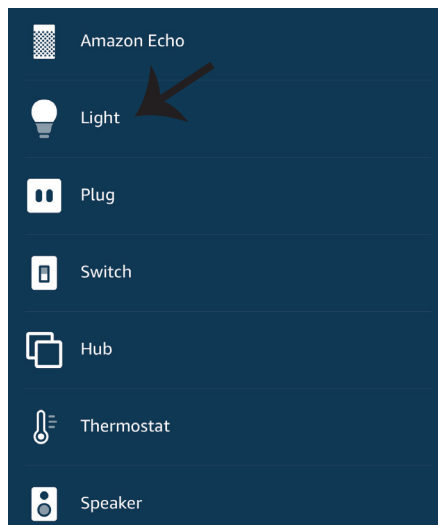 Amazon Echo
Light
Plug
Switch
Hub
Thermostat
Speaker